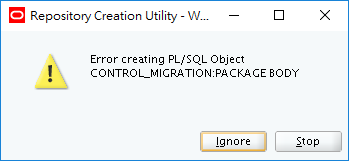 Repository Creation Utility - W...
Error creating PL/SQL Object
CONTROL_MIGRATION:PACKAGE BODY
Ignore
Stop